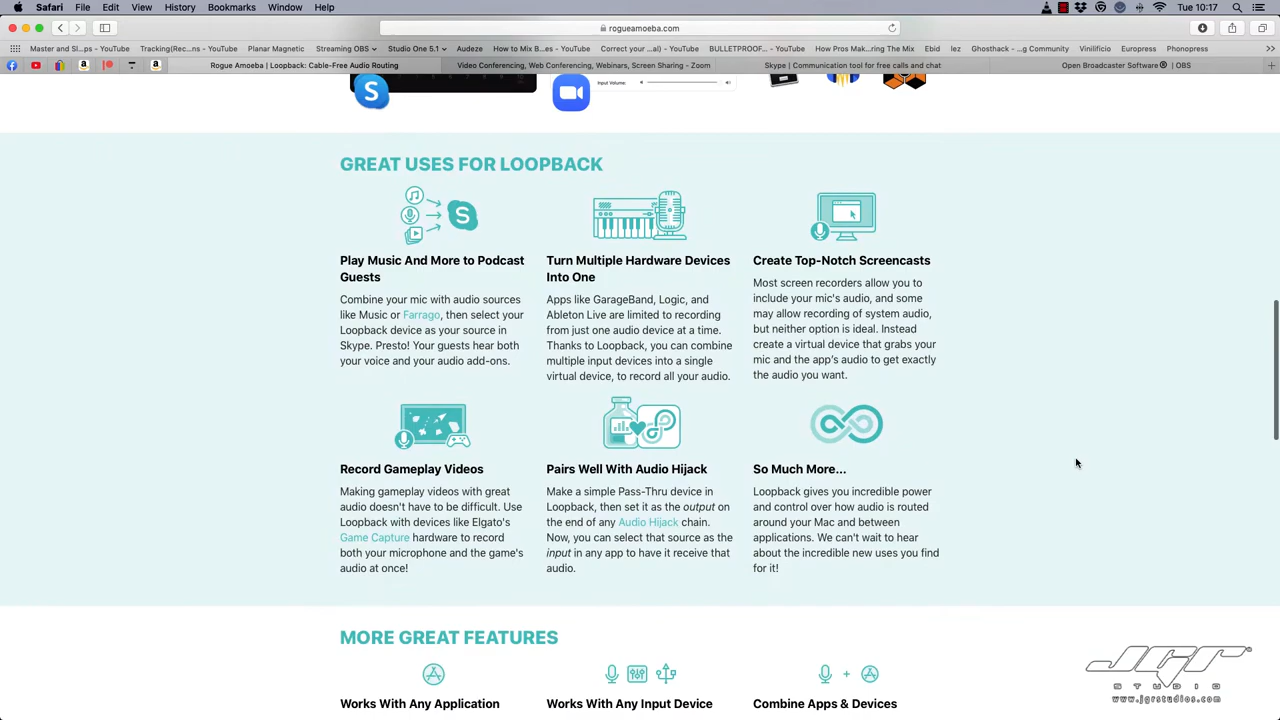 Safari File Edit View History Bookmarks Window Help Tue 10:17
rogueamoeba.com
Master and Sl...ps - YouTube Tracking(Rec...ns) - YouTube Planar Magnetic Streaming OBS Studio One 5.1 Audeze How to Mix B...es - YouTube Correct your ...ai) - YouTube BULLETPROOF... - YouTube How Pros Mak...ring The Mix Ebid lez Ghosthack - ...g Community Vinilificio Europress Phonopress
Rogue Amoeba | Loopback: Cable-Free Audio Routing Video Conferencing, Web Conferencing, Webinars, Screen Sharing - Zoom Skype | Communication tool for free calls and chat Open Broadcaster Software | OBS
Input Volume:
GREAT USES FOR LOOPBACK
Play Music And More to Podcast
Guests
Combine your mic with audio sources
like Music or Farrago, then select your
Loopback device as your source in
Skype. Presto! Your guests hear both
your voice and your audio add-ons.
Turn Multiple Hardware Devices
Into One
Apps like GarageBand, Logic, and
Ableton Live are limited to recording
from just one audio device at a time.
Thanks to Loopback, you can combine
multiple input devices into a single
virtual device, to record all your audio.
Create Top-Notch Screencasts
Most screen recorders allow you to
include your mic's audio, and some
may allow recording of system audio,
but neither option is ideal. Instead
create a virtual device that grabs your
mic and the app's audio to get exactly
the audio you want.
Record Gameplay Videos
Making gameplay videos with great
audio doesn't have to be difficult. Use
Loopback with devices like Elgato's
Game Capture hardware to record
both your microphone and the game's
audio at once!
Pairs Well With Audio Hijack
Make a simple Pass-Thru device in
Loopback, then set it as the output on
the end of any Audio Hijack chain.
Now, you can select that source as the
input in any app to have it receive that
audio.
So Much More...
Loopback gives you incredible power
and control over how audio is routed
around your Mac and between
applications. We can't wait to hear
about the incredible new uses you find
for it!
MORE GREAT FEATURES
Works With Any Application
Works With Any Input Device
Combine Apps & Devices
JGR
STUDIO
www.jgrstudios.com